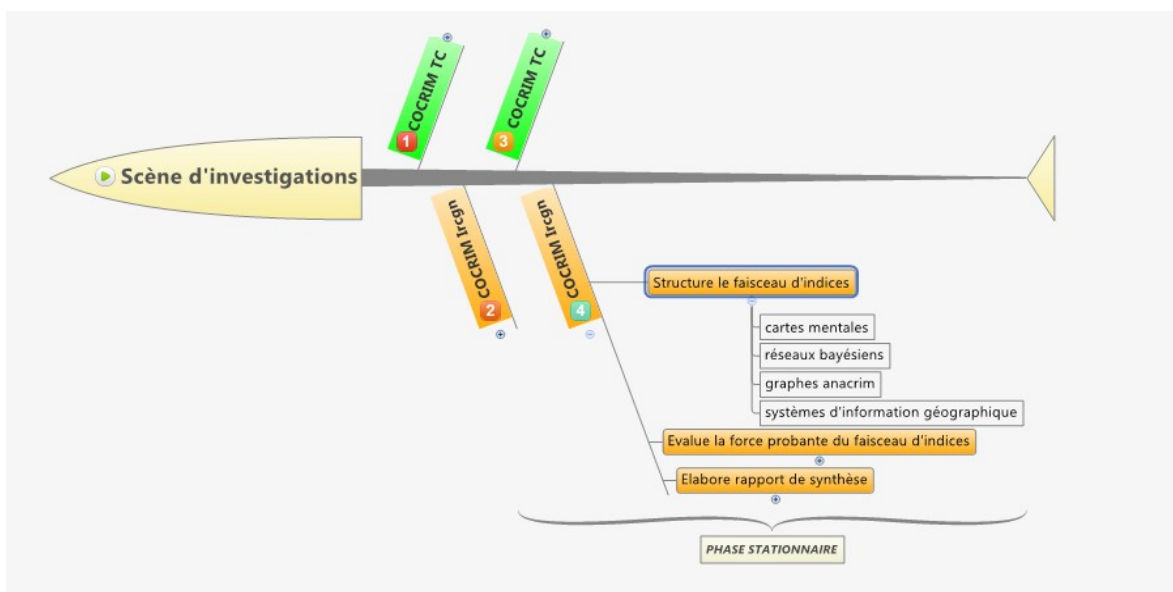 COCRIM TC
1
COCRIM TC
3
Scène d'investigations
COCRIM Ircgn
2
COCRIM Ircgn
4
Structure le faisceau d'indices
cartes mentales
réseaux bayésiens
graphes anacrim
systèmes d'information géographique
Evalue la force probante du faisceau d'indices
Elabore rapport de synthèse
PHASE STATIONNAIRE